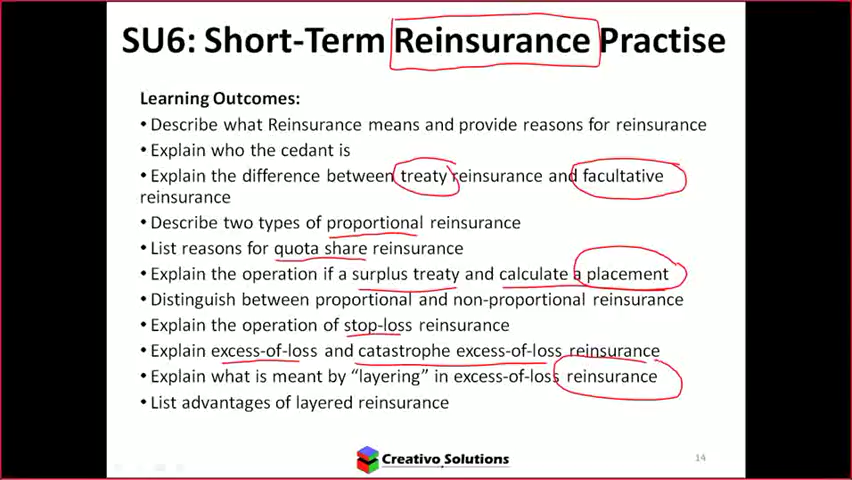 SU6: Short-Term Reinsurance Practise
Learning Outcomes:
• Describe what Reinsurance means and provide reasons for reinsurance
• Explain who the cedant is
• Explain the difference between treaty reinsurance and facultative
reinsurance
• Describe two types of proportional reinsurance
• List reasons for quota share reinsurance
• Explain the operation if a surplus treaty and calculate a placement
• Distinguish between proportional and non-proportional reinsurance
• Explain the operation of stop-loss reinsurance
• Explain excess-of-loss and catastrophe excess-of-loss reinsurance
• Explain what is meant by “layering” in excess-of-loss reinsurance
• List advantages of layered reinsurance
Creativo Solutions
14